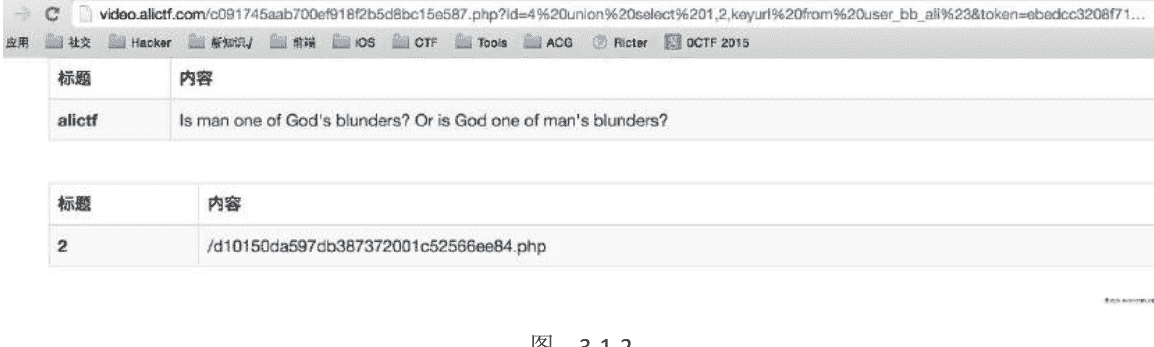 video.alictf.com/c091745aab700ef918f2b5d8bc15e587.php?id=4%20union%20select%201,2,keyurl%20from%20user_bb_ali%23&token=ebedcc3208f71...
应用 社交 Hacker 新知识√ 前端 iOS CTF Tools ACG Ricter 0CTF 2015
标题 内容
alictf Is man one of God's blunders? Or is God one of man's blunders?
标题 内容
2 /d10150da597db387372001c52566ee84.php
图 3.1.2